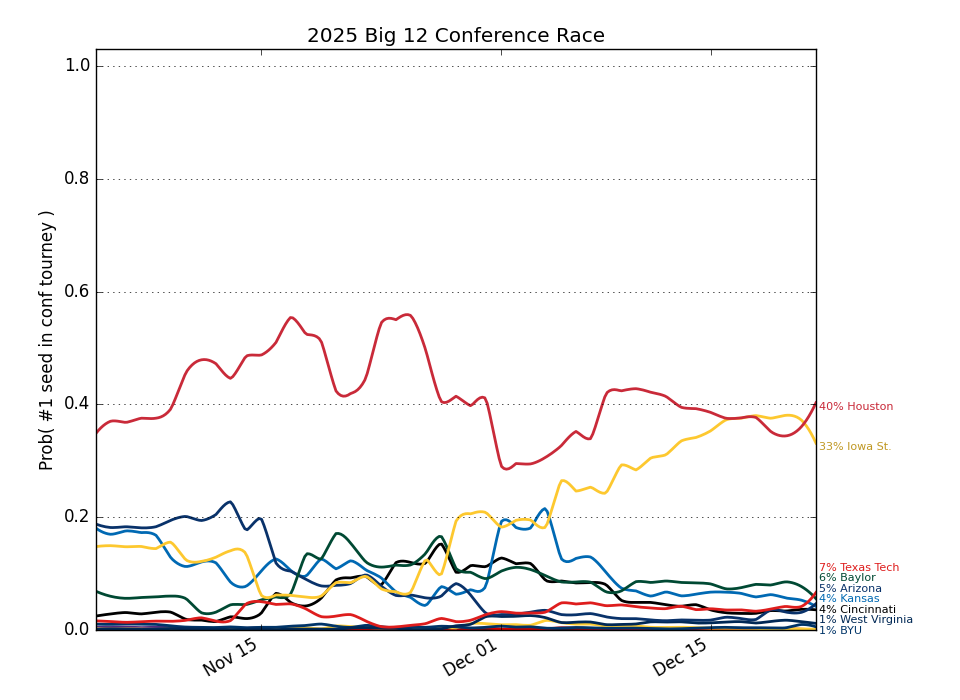 2025 Big 12 Conference Race
Prob( #1 seed in conf tourney )
1.0
0.8
0.6
0.4
0.2
0.0
Nov 15
Dec 01
Dec 15
40% Houston
33% Iowa St.
7% Texas Tech
6% Baylor
5% Arizona
4% Kansas
4% Cincinnati
1% West Virginia
1% BYU